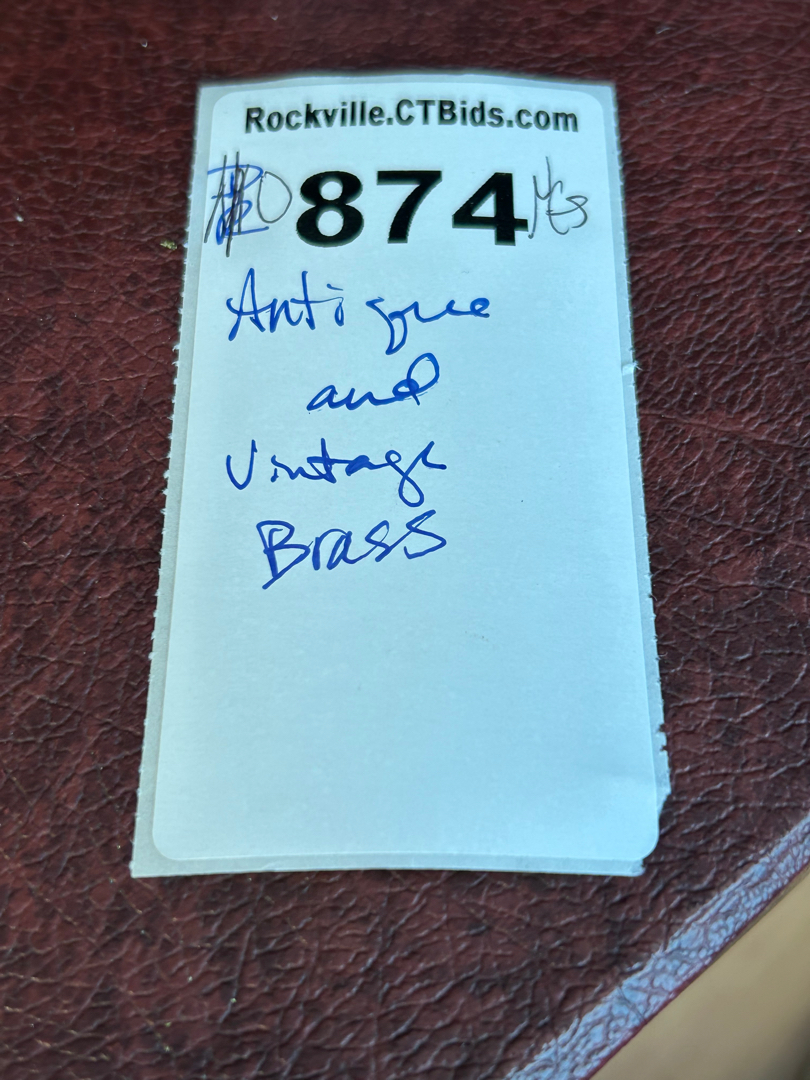 Rockville.CTBids.com
874
Antique
and
Vintage
Brass